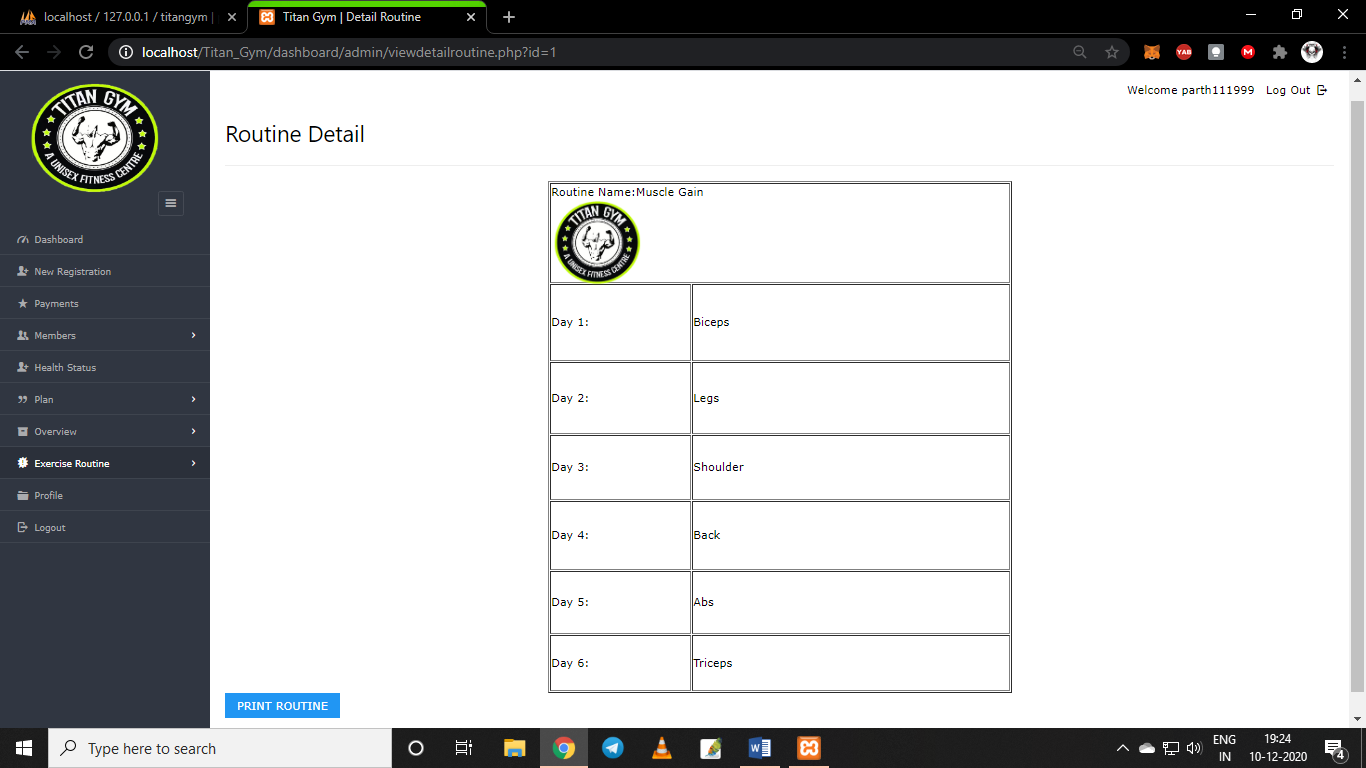 localhost / 127.0.0.1 / titangym |
Titan Gym | Detail Routine
localhost/Titan_Gym/dashboard/admin/viewdetailroutine.php?id=1
YAB
M
TITAN GYM
A UNISEX FITNESS CENTRE
Welcome parth111999 Log Out
Routine Detail
Dashboard
New Registration
Payments
Members
Health Status
Plan
Overview
Exercise Routine
Profile
Logout
Routine Name:Muscle Gain
TITAN GYM
A UNISEX FITNESS CENTRE
Day 1: Biceps
Day 2: Legs
Day 3: Shoulder
Day 4: Back
Day 5: Abs
Day 6: Triceps
PRINT ROUTINE
Type here to search
ENG
IN
19:24
10-12-2020
4